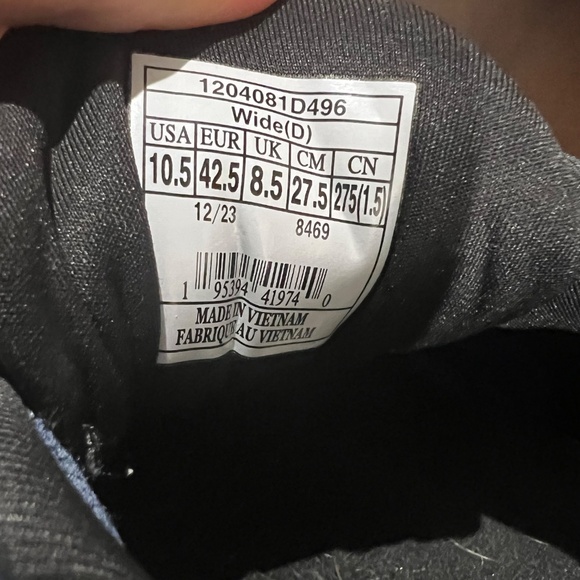 1204081D496
Wide(D)
USA EUR UK CM CN
10.5 42.5 8.5 27.5 275(1.5)
12/23 8469
1 95394 41974 0
MADE IN VIETNAM
FABRIQUE AU VIETNAM